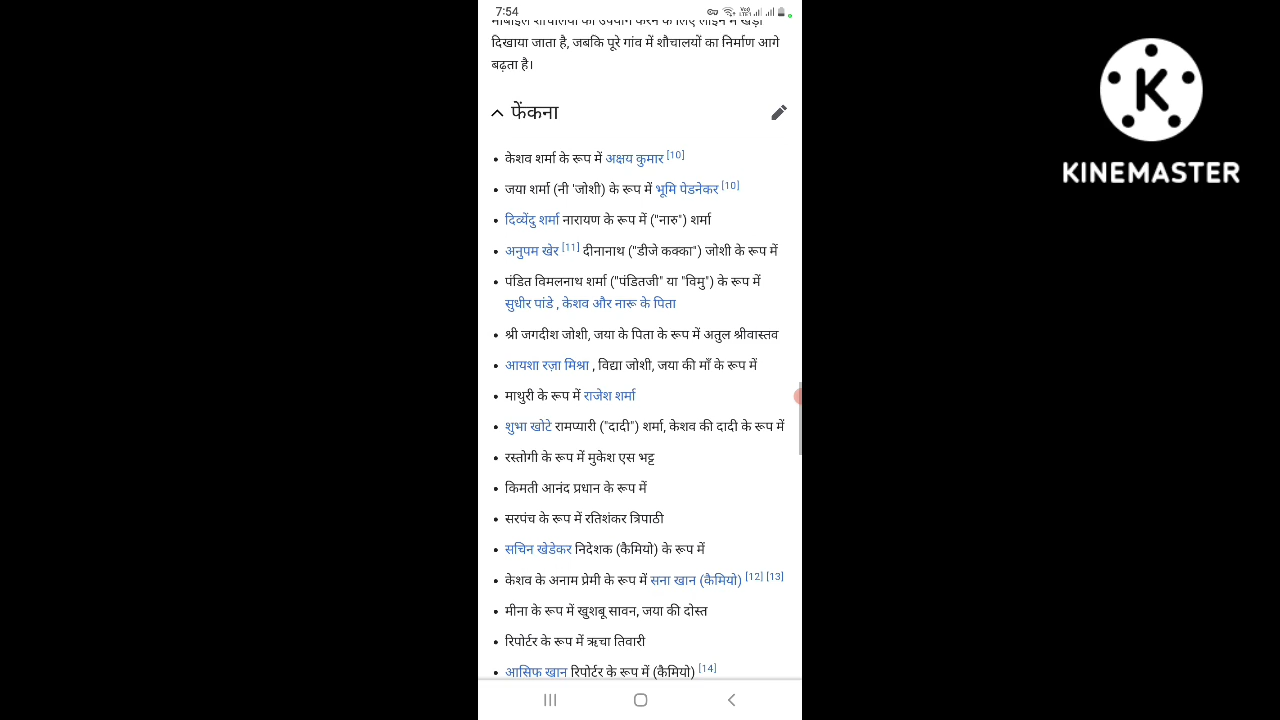 7:54
दिखाया जाता है, जबकि पूरे गांव में शौचालयों का निर्माण आगे
बढ़ता है।
फेंकना
KINEMASTER
• केशव शर्मा के रूप में अक्षय कुमार [10]
• जया शर्मा (नी 'जोशी) के रूप में भूमि पेडनेकर [10]
• दिव्येंदु शर्मा नारायण के रूप में ("नारु") शर्मा
• अनुपम खेर [11] दीनानाथ ("डीजे कक्का") जोशी के रूप में
• पंडित विमलनाथ शर्मा ("पंडितजी" या "विमु") के रूप में
सुधीर पांडे , केशव और नारू के पिता
• श्री जगदीश जोशी, जया के पिता के रूप में अतुल श्रीवास्तव
• आयशा रज़ा मिश्रा , विद्या जोशी, जया की माँ के रूप में
• माथुरी के रूप में राजेश शर्मा
• शुभा खोटे रामप्यारी ("दादी") शर्मा, केशव की दादी के रूप में
• रस्तोगी के रूप में मुकेश एस भट्ट
• किमती आनंद प्रधान के रूप में
• सरपंच के रूप में रतिशंकर त्रिपाठी
• सचिन खेडेकर निदेशक (कैमियो) के रूप में
• केशव के अनाम प्रेमी के रूप में सना खान (कैमियो) [12] [13]
• मीना के रूप में खुशबू सावन, जया की दोस्त
• रिपोर्टर के रूप में ऋचा तिवारी
• आसिफ खान रिपोर्टर के रूप में (कैमियो) [14]